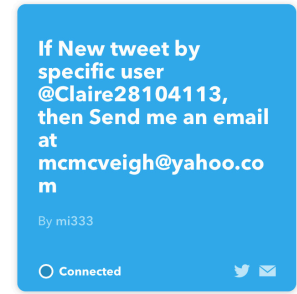 If New tweet by
specific user
@Claire28104113,
then Send me an email
at
mcmcveigh@yahoo.co
m
By mi333
Connected